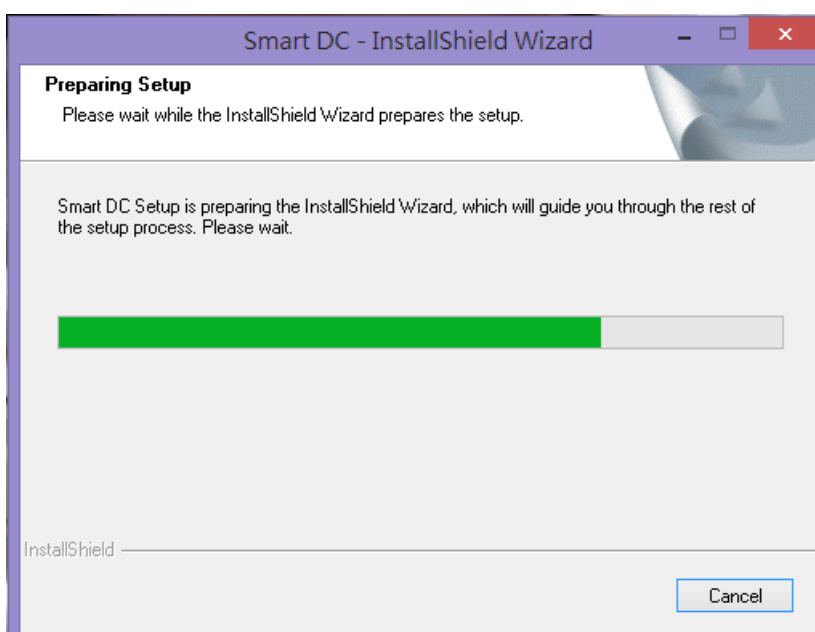 Smart DC - InstallShield Wizard
Preparing Setup
Please wait while the InstallShield Wizard prepares the setup.
Smart DC Setup is preparing the InstallShield Wizard, which will guide you through the rest of
the setup process. Please wait.
InstallShield
Cancel